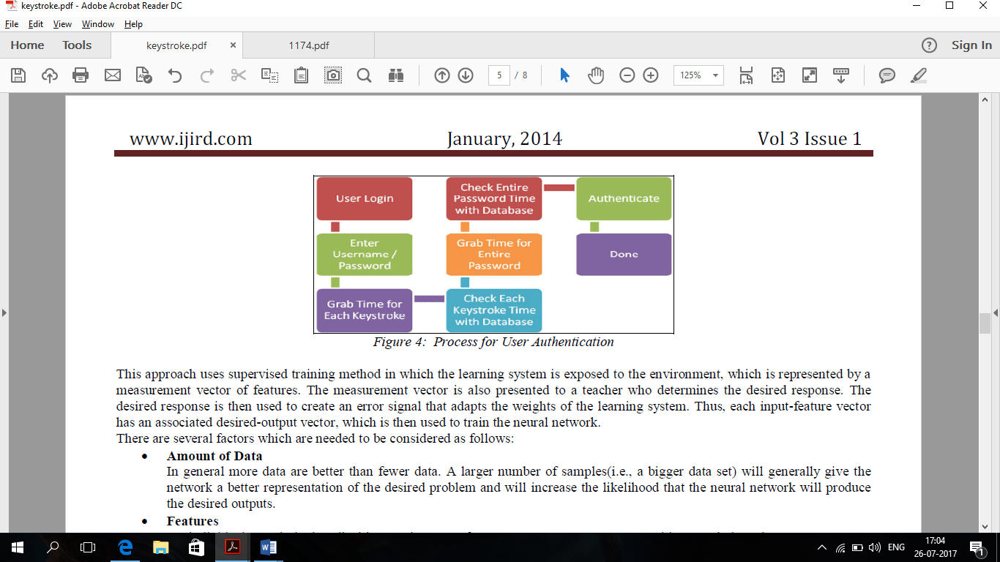 keystroke.pdf - Adobe Acrobat Reader DC
File Edit View Window Help
Home Tools keystroke.pdf × 1174.pdf ? Sign In
5 / 8 125%
www.ijird.com January, 2014 Vol 3 Issue 1
User Login
Enter
Username /
Password
Grab Time for
Each Keystroke
Check Each
Keystroke Time
with Database
Grab Time for
Entire
Password
Check Entire
Password Time
with Database
Authenticate
Done
Figure 4: Process for User Authentication
This approach uses supervised training method in which the learning system is exposed to the environment, which is represented by a
measurement vector of features. The measurement vector is also presented to a teacher who determines the desired response. The
desired response is then used to create an error signal that adapts the weights of the learning system. Thus, each input-feature vector
has an associated desired-output vector, which is then used to train the neural network.
There are several factors which are needed to be considered as follows:
• Amount of Data
In general more data are better than fewer data. A larger number of samples(i.e., a bigger data set) will generally give the
network a better representation of the desired problem and will increase the likelihood that the neural network will produce
the desired outputs.
• Features
ENG
17:04
26-07-2017
1